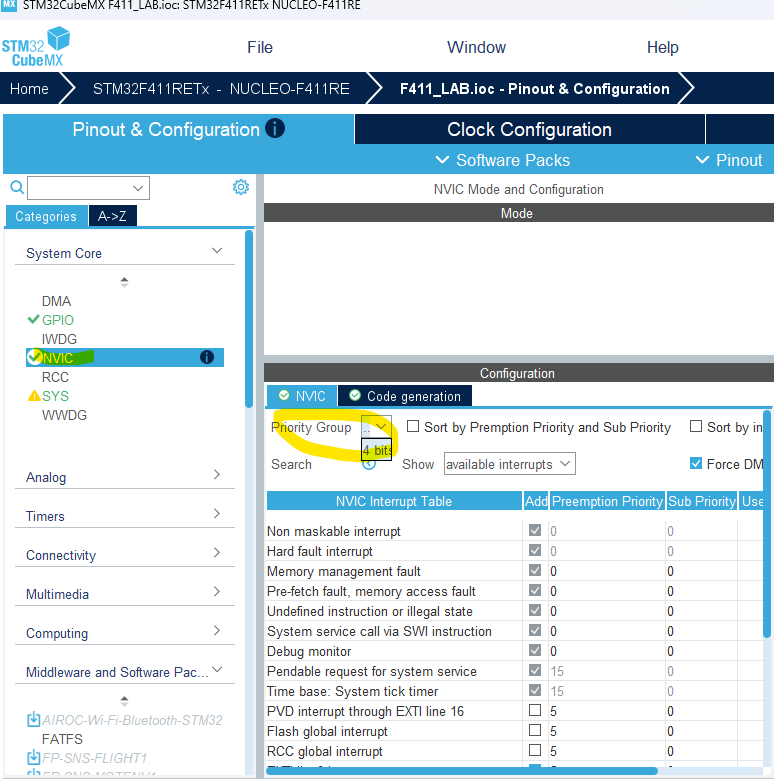 MX STM32CubeMX F411_LAB.ioc: STM32F411RETx NUCLEO-F411RE
STM32
CubeMX
File Window Help
Home STM32F411RETx - NUCLEO-F411RE F411_LAB.ioc - Pinout & Configuration
Pinout & Configuration Clock Configuration
Software Packs Pinout
NVIC Mode and Configuration
Categories A->Z
Mode
System Core
DMA
GPIO
IWDG
NVIC
RCC
SYS
WWDG
Configuration
NVIC Code generation
Priority Group .. Sort by Premption Priority and Sub Priority Sort by in
4 bits
Search Show available interrupts Force DM
Analog
Timers
Connectivity
Multimedia
Computing
Middleware and Software Pac...
AIROC-Wi-Fi-Bluetooth-STM32
FATFS
FP-SNS-FLIGHT1
NVIC Interrupt Table Add Preemption Priority Sub Priority Use
Non maskable interrupt 0 0
Hard fault interrupt 0 0
Memory management fault 0 0
Pre-fetch fault, memory access fault 0 0
Undefined instruction or illegal state 0 0
System service call via SWI instruction 0 0
Debug monitor 0 0
Pendable request for system service 15 0
Time base: System tick timer 15 0
PVD interrupt through EXTI line 16 5 0
Flash global interrupt 5 0
RCC global interrupt 5 0